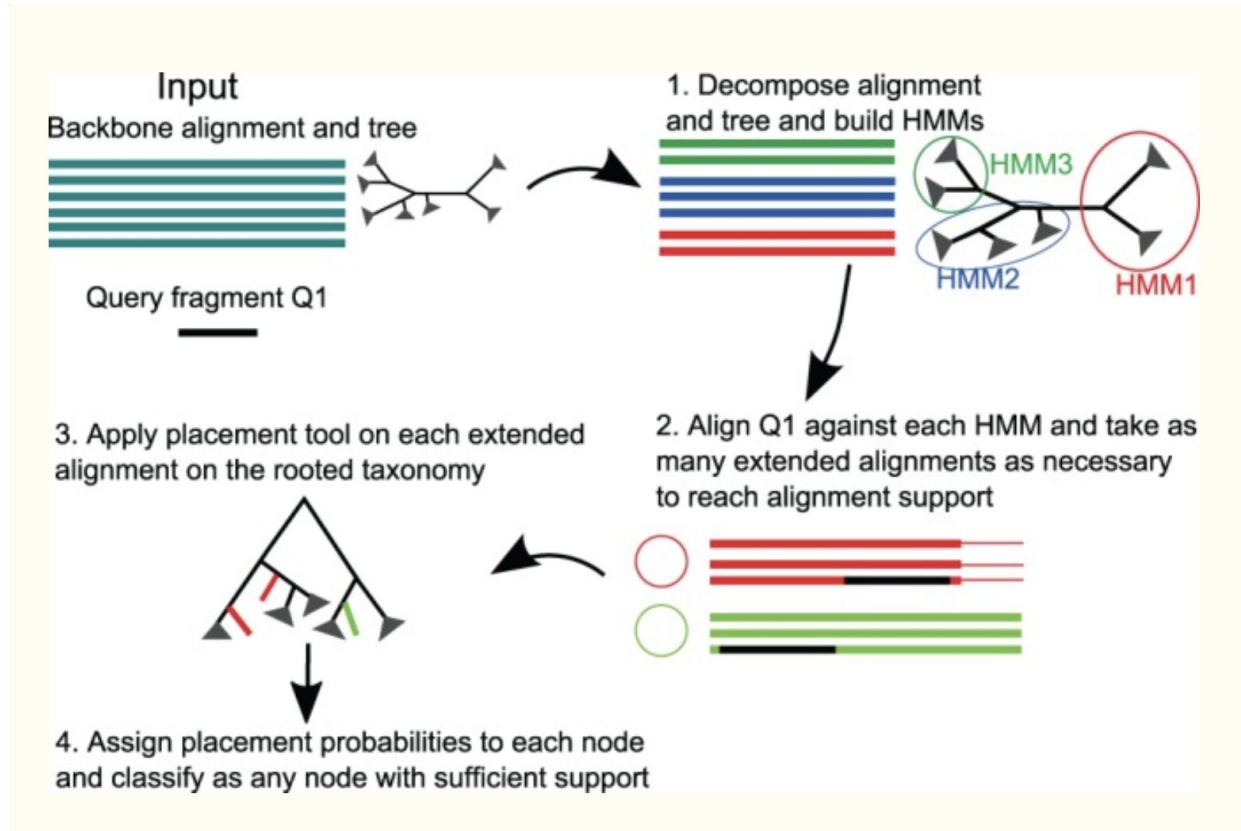 Input
Backbone alignment and tree
Query fragment Q1
1. Decompose alignment
and tree and build HMMs
HMM3
HMM2
HMM1
2. Align Q1 against each HMM and take as
many extended alignments as necessary
to reach alignment support
3. Apply placement tool on each extended
alignment on the rooted taxonomy
4. Assign placement probabilities to each node
and classify as any node with sufficient support